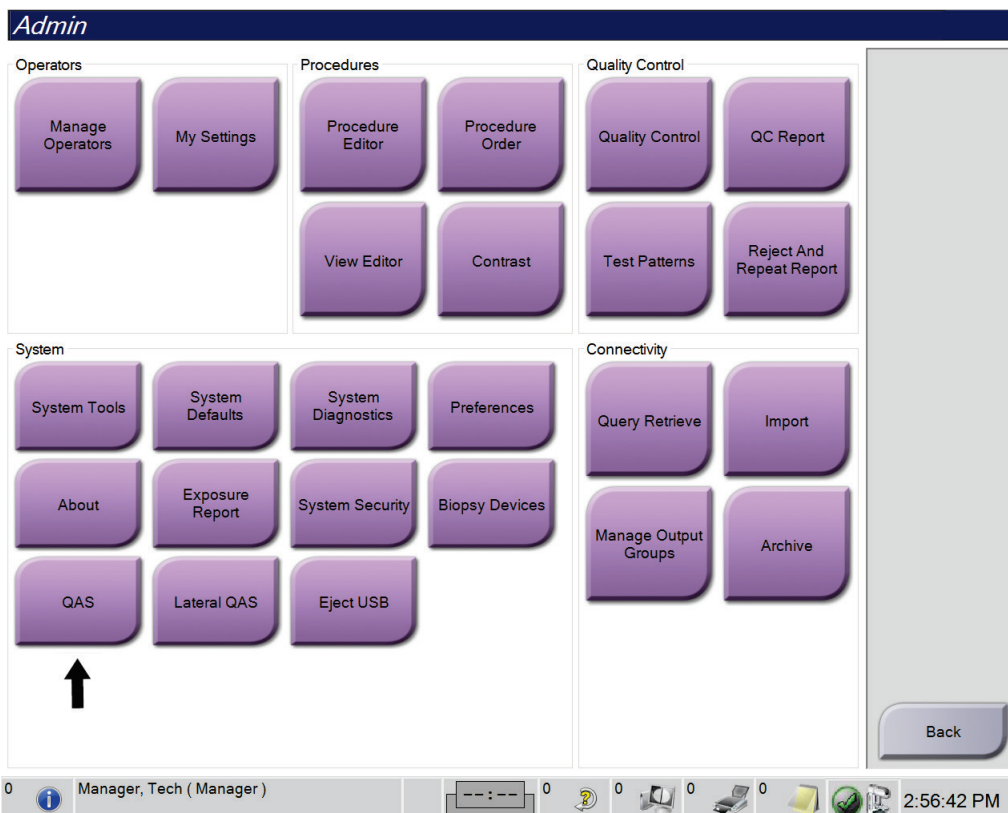 Admin
Operators
Manage
Operators
My Settings
Procedures
Procedure
Editor
Procedure
Order
View Editor
Contrast
Quality Control
Quality Control
QC Report
Test Patterns
Reject And
Repeat Report
System
System Tools
System
Defaults
System
Diagnostics
Preferences
About
Exposure
Report
System Security
Biopsy Devices
QAS
Lateral QAS
Eject USB
Connectivity
Query Retrieve
Import
Manage Output
Groups
Archive
Back
0
Manager, Tech ( Manager )
--:--
0
0
0
0
2:56:42 PM